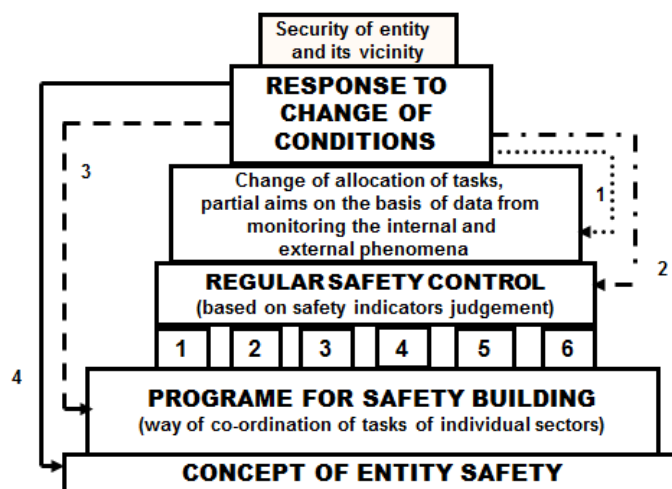 Security of entity
and its vicinity
RESPONSE TO
CHANGE OF
CONDITIONS
3
1
Change of allocation of tasks,
partial aims on the basis of data from
monitoring the internal and
external phenomena
2
REGULAR SAFETY CONTROL
(based on safety indicators judgement)
1 2 3 4 5 6
4
PROGRAME FOR SAFETY BUILDING
(way of co-ordination of tasks of individual sectors)
CONCEPT OF ENTITY SAFETY